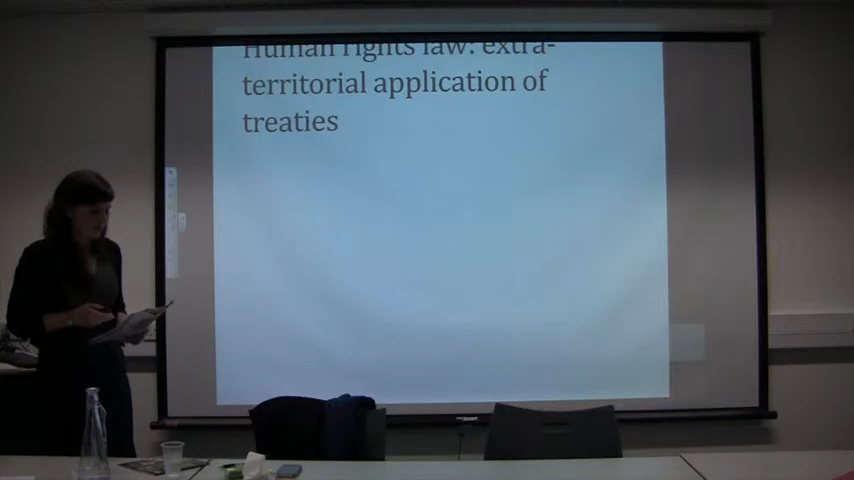 Human rights law: extra-
territorial application of
treaties